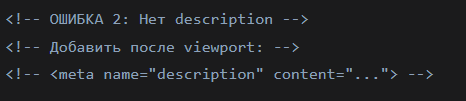 <!-- ОШИБКА 2: Нет description -->
<!-- Добавить после viewport: -->
<!-- <meta name="description" content="..."> -->